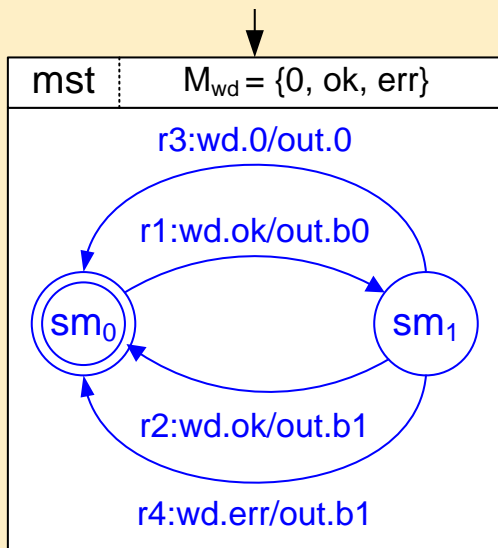 mst M_wd = {0, ok, err}
r3:wd.0/out.0
r1:wd.ok/out.b0
sm₀ sm₁
r2:wd.ok/out.b1
r4:wd.err/out.b1